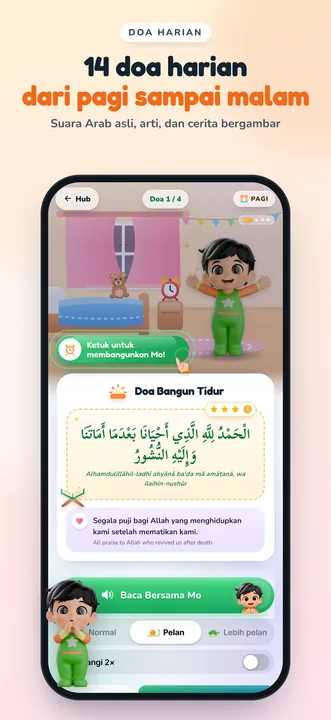 DOA HARIAN
14 doa harian
dari pagi sampai malam
Suara Arab asli, arti, dan cerita bergambar
← Hub
Doa 1 / 4
PAGI
Ketuk untuk
membangunkan Mo!
Doa Bangun Tidur
الْحَمْدُ لِلَّهِ الَّذِي أَحْيَانَا بَعْدَمَا أَمَاتَنَا
وَإِلَيْهِ النُّشُورُ
Alhamdulillāhil-ladhī ahyānā ba'da mā amātanā, wa
ilaihin-nushūr
Segala puji bagi Allah yang menghidupkan
kami setelah mematikan kami.
All praise to Allah who revived us after death.
Baca Bersama Mo
Normal
Pelan
Lebih pelan
angi 2×